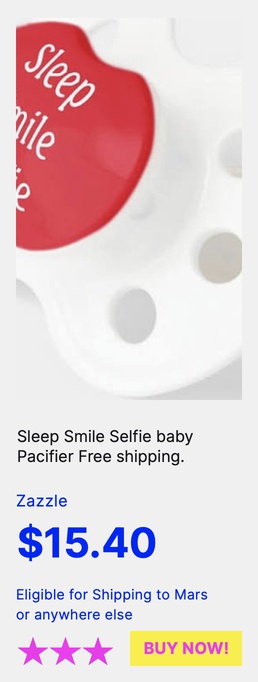 Sleep
mile
ie
Sleep Smile Selfie baby
Pacifier Free shipping.
Zazzle
$15.40
Eligible for Shipping to Mars
or anywhere else
BUY NOW!